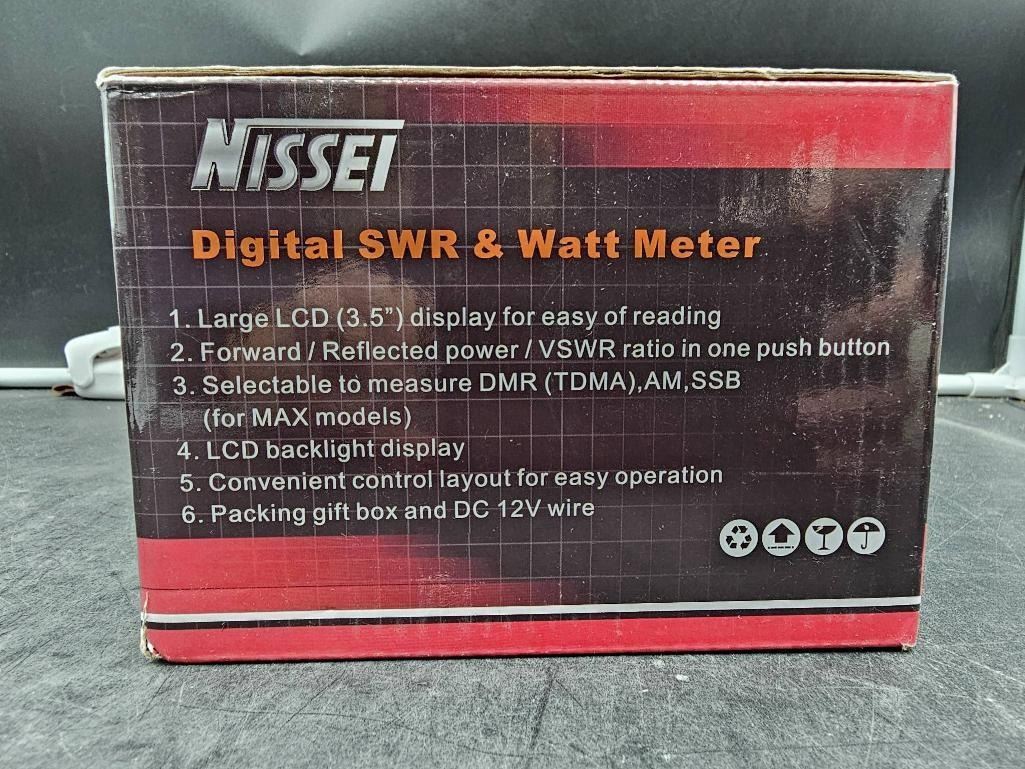 NISSEI
Digital SWR & Watt Meter
1. Large LCD (3.5”) display for easy of reading
2. Forward / Reflected power / VSWR ratio in one push button
3. Selectable to measure DMR (TDMA),AM,SSB
(for MAX models)
4. LCD backlight display
5. Convenient control layout for easy operation
6. Packing gift box and DC 12V wire